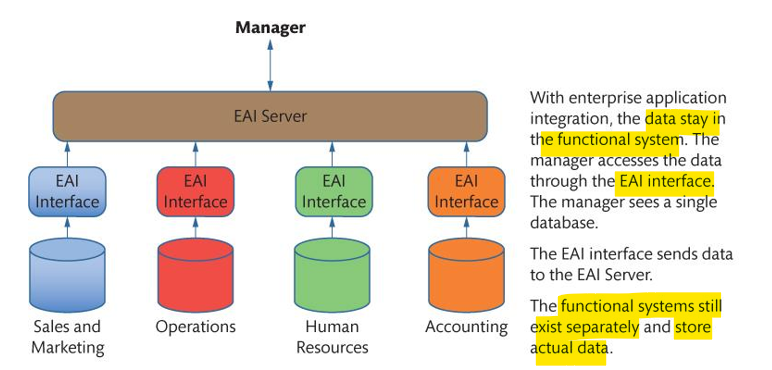 Manager
EAI Server
EAI
Interface
EAI
Interface
EAI
Interface
EAI
Interface
Sales and
Marketing
Operations
Human
Resources
Accounting
With enterprise application
integration, the data stay in
the functional system. The
manager accesses the data
through the EAI interface.
The manager sees a single
database.
The EAI interface sends data
to the EAI Server.
The functional systems still
exist separately and store
actual data.